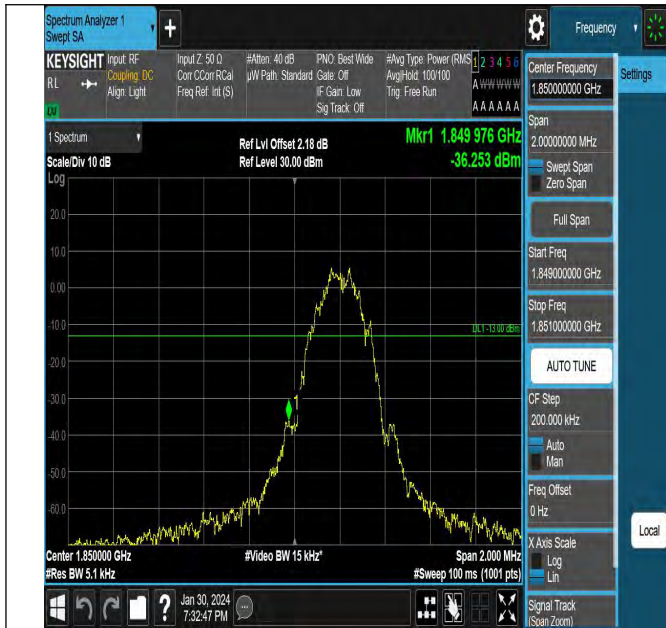 Spectrum Analyzer 1
Swept SA
Frequency
KEYSIGHT
RL
Input: RF
Coupling: DC
Align: Light
Input Z: 50 Ω
Corr CCorr RCal
Freq Ref: Int (S)
#Atten: 40 dB
µW Path: Standard
PNO: Best Wide
Gate: Off
IF Gain: Low
Sig Track: Off
#Avg Type: Power (RMS
Avg|Hold: 100/100
Trig: Free Run
1 2 3 4 5 6
A W W W W W
A A A A A A
1 Spectrum
Scale/Div 10 dB
Log
Ref Lvl Offset 2.18 dB
Ref Level 30.00 dBm
Mkr1 1.849 976 GHz
-36.253 dBm
20.0
10.0
0.00
-10.0
-20.0
-30.0
-40.0
-50.0
-60.0
DL1 -13.00 dBm
Center 1.850000 GHz
#Res BW 5.1 kHz
#Video BW 15 kHz*
Span 2.000 MHz
#Sweep 100 ms (1001 pts)
Jan 30, 2024
7:32:47 PM
Center Frequency
1.850000000 GHz
Settings
Span
2.00000000 MHz
Swept Span
Zero Span
Full Span
Start Freq
1.849000000 GHz
Stop Freq
1.851000000 GHz
AUTO TUNE
CF Step
200.000 kHz
Auto
Man
Freq Offset
0 Hz
X Axis Scale
Log
Lin
Local
Signal Track
(Span Zoom)